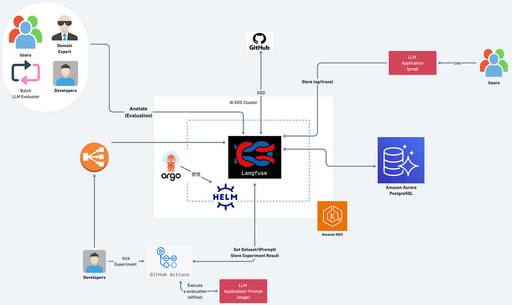 Users
Domain
Expert
Batch
LLM Evaluator
Developers
GitHub
LLM
Application
(prod)
Use
Users
Store log(trace)
SSO
AI EKS Cluster
Anotate
(Evaluation)
Langfuse
argo
管理
HELM
Amazon Aurora
PostgreSQL
Amazon EKS
Get Dataset/(Prompt)
Store Experiment Result
Developers
kick
Experiment
GitHub Actions
Execute
a evaluation
(offline)
LLM
Application/ Prompt
(stage)